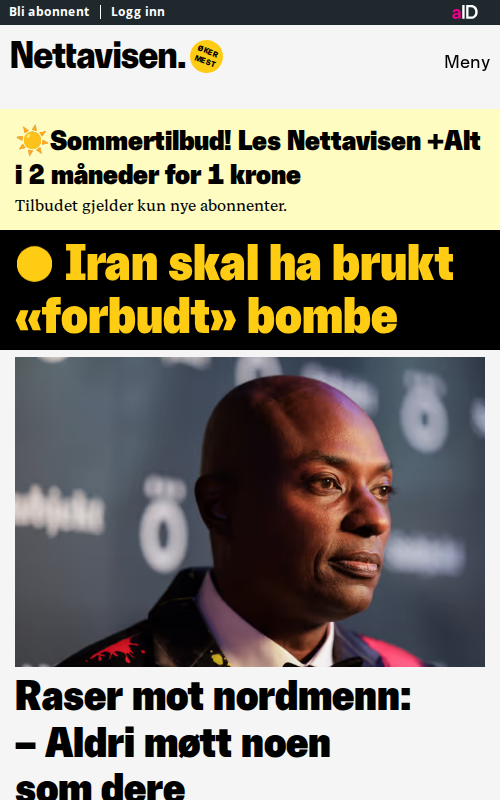 Bli abonnent | Logg inn
aID
Nettavisen.
ØKER
MEST
Meny
☀️Sommertilbud! Les Nettavisen +Alt
i 2 måneder for 1 krone
Tilbudet gjelder kun nye abonnenter.
Iran skal ha brukt
«forbudt» bombe
Raser mot nordmenn:
– Aldri møtt noen
som dere